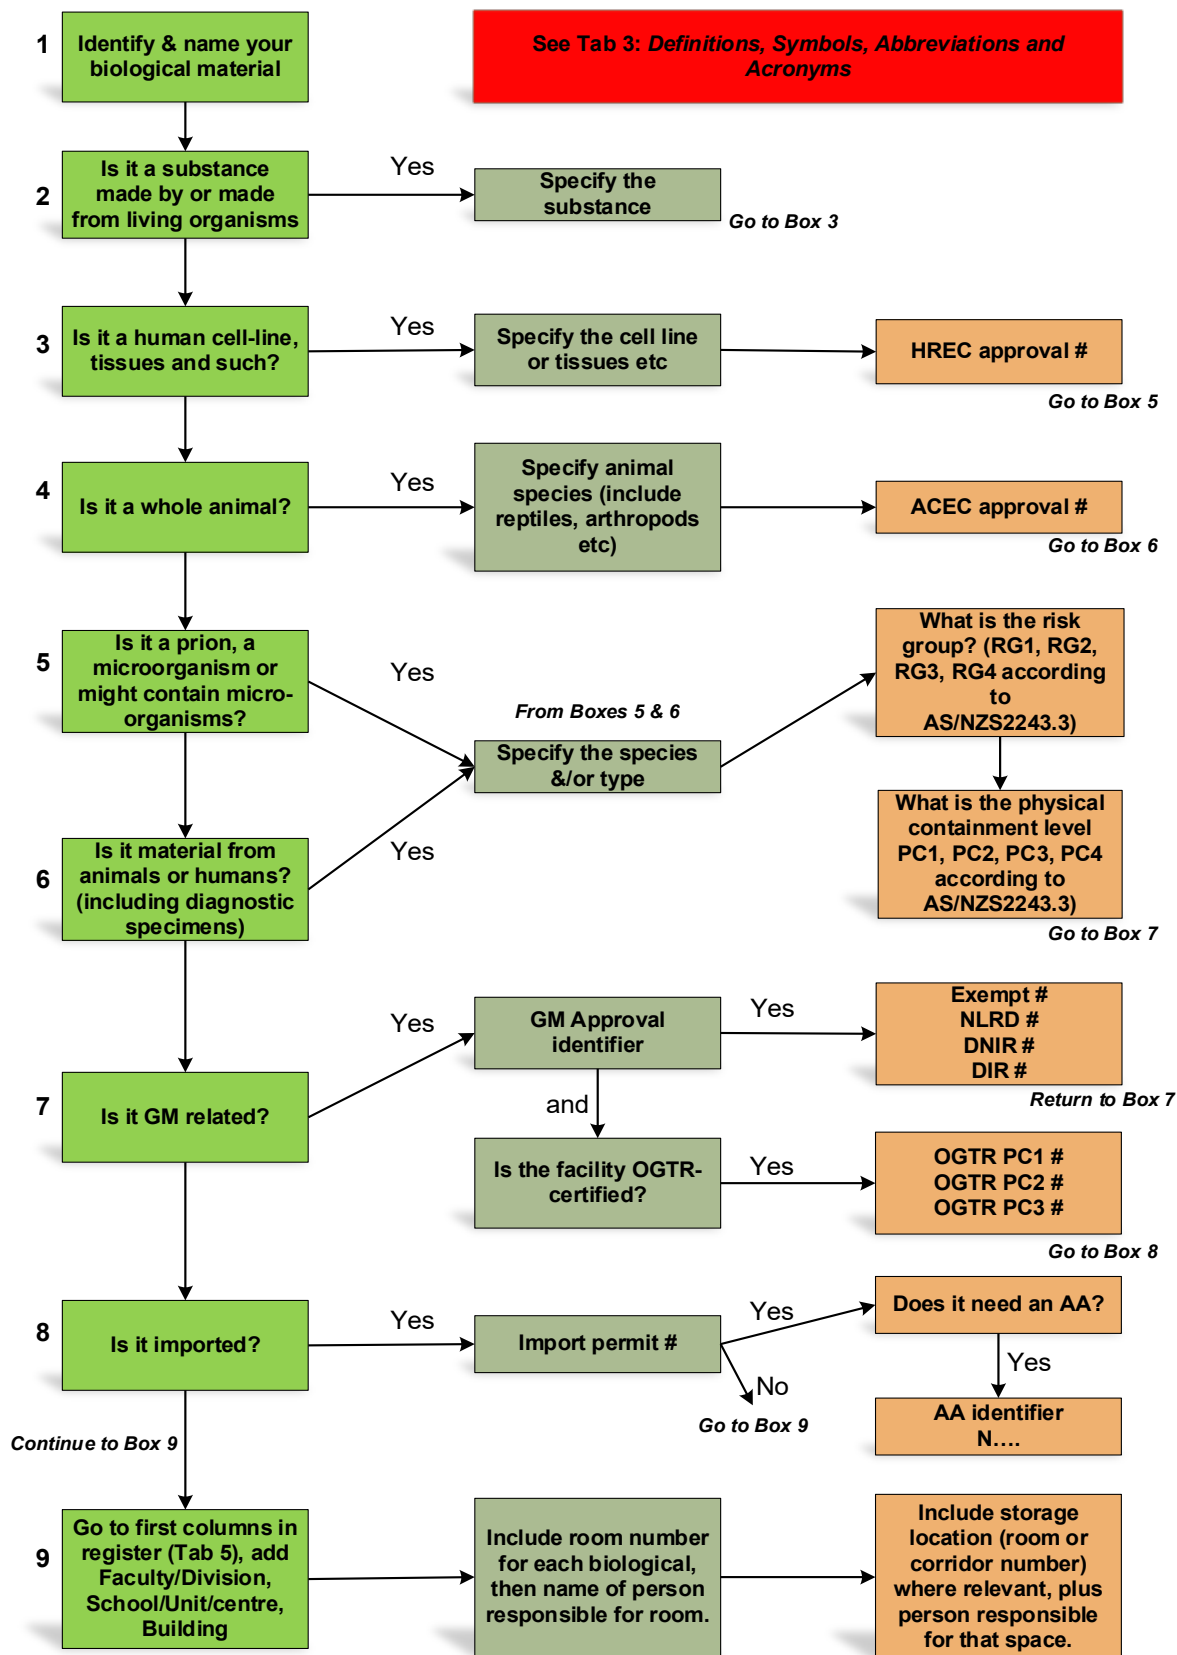 1
Identify & name your
biological material
See Tab 3: Definitions, Symbols, Abbreviations and
Acronyms
2
Is it a substance
made by or made
from living organisms
Yes
Specify the
substance
Go to Box 3
3
Is it a human cell-line,
tissues and such?
Yes
Specify the cell line
or tissues etc
HREC approval #
Go to Box 5
4
Is it a whole animal?
Yes
Specify animal
species (include
reptiles, arthropods
etc)
ACEC approval #
Go to Box 6
5
Is it a prion, a
microorganism or
might contain micro-
organisms?
Yes
From Boxes 5 & 6
Specify the species
&/or type
What is the risk
group? (RG1, RG2,
RG3, RG4 according
to
AS/NZS2243.3)
What is the physical
containment level
PC1, PC2, PC3, PC4
according to
AS/NZS2243.3)
Go to Box 7
6
Is it material from
animals or humans?
(including diagnostic
specimens)
Yes
7
Is it GM related?
Yes
GM Approval
identifier
Yes
Exempt #
NLRD #
DNIR #
DIR #
Return to Box 7
and
Is the facility OGTR-
certified?
Yes
OGTR PC1 #
OGTR PC2 #
OGTR PC3 #
Go to Box 8
8
Is it imported?
Yes
Import permit #
Yes
Does it need an AA?
No
Go to Box 9
Yes
AA identifier
N....
Continue to Box 9
9
Go to first columns in
register (Tab 5), add
Faculty/Division,
School/Unit/centre,
Building
Include room number
for each biological,
then name of person
responsible for room.
Include storage
location (room or
corridor number)
where relevant, plus
person responsible
for that space.